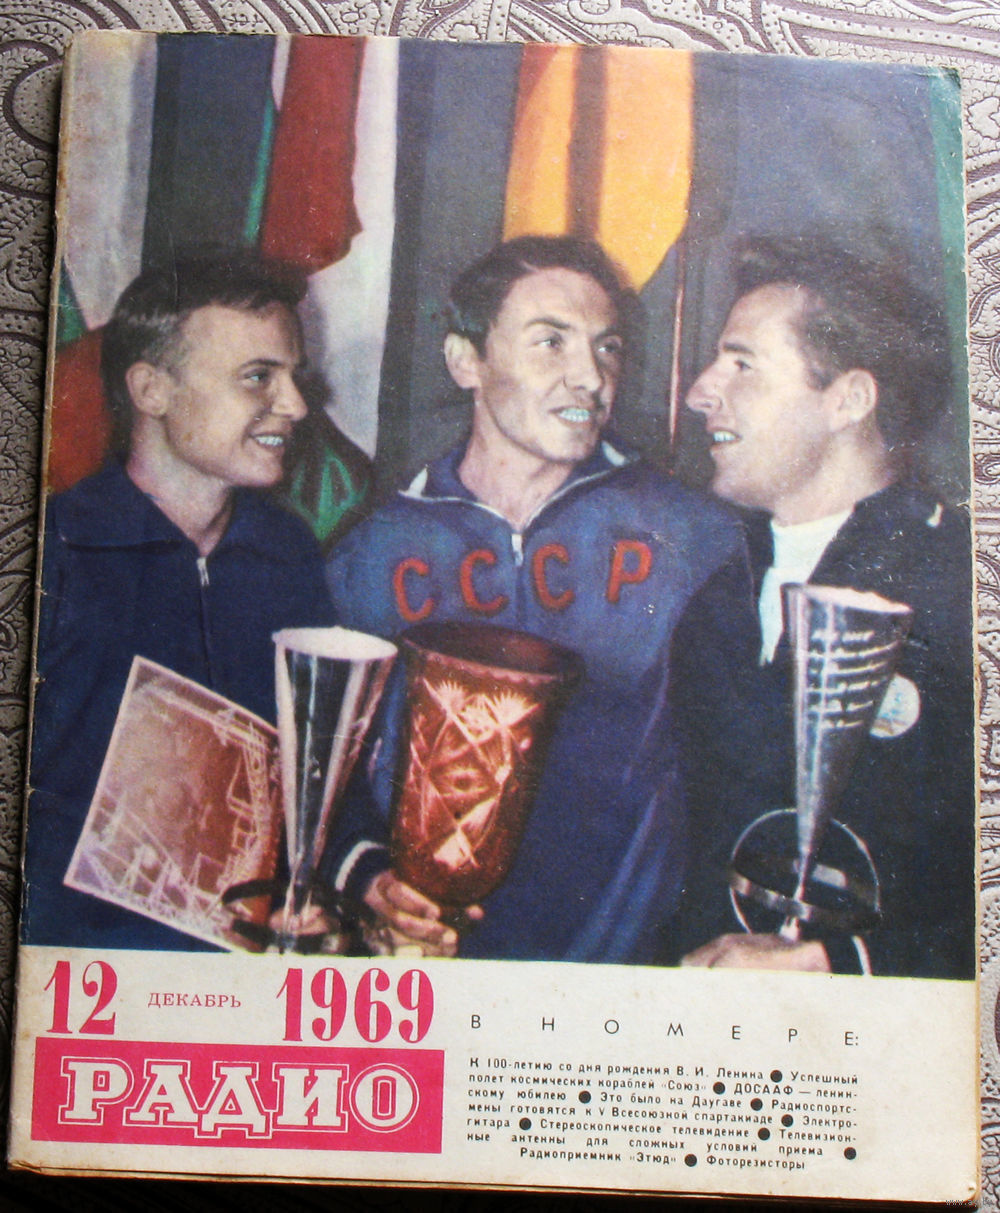 СССР
12 ДЕКАБРЬ 1969
РАДИО
В НОМЕРЕ:
К 100-летию со дня рождения В. И. Ленина ● Успешный
полет космических кораблей «Союз» ● ДОСААФ — ленин-
скому юбилею ● Это было на Даугаве ● Радиоспортс-
мены готовятся к V Всесоюзной спартакиаде ● Электро-
гитара ● Стереоскопическое телевидение ● Телевизион-
ные антенны для сложных условий приема ●
Радиоприемник «Этюд» ● Фоторезисторы